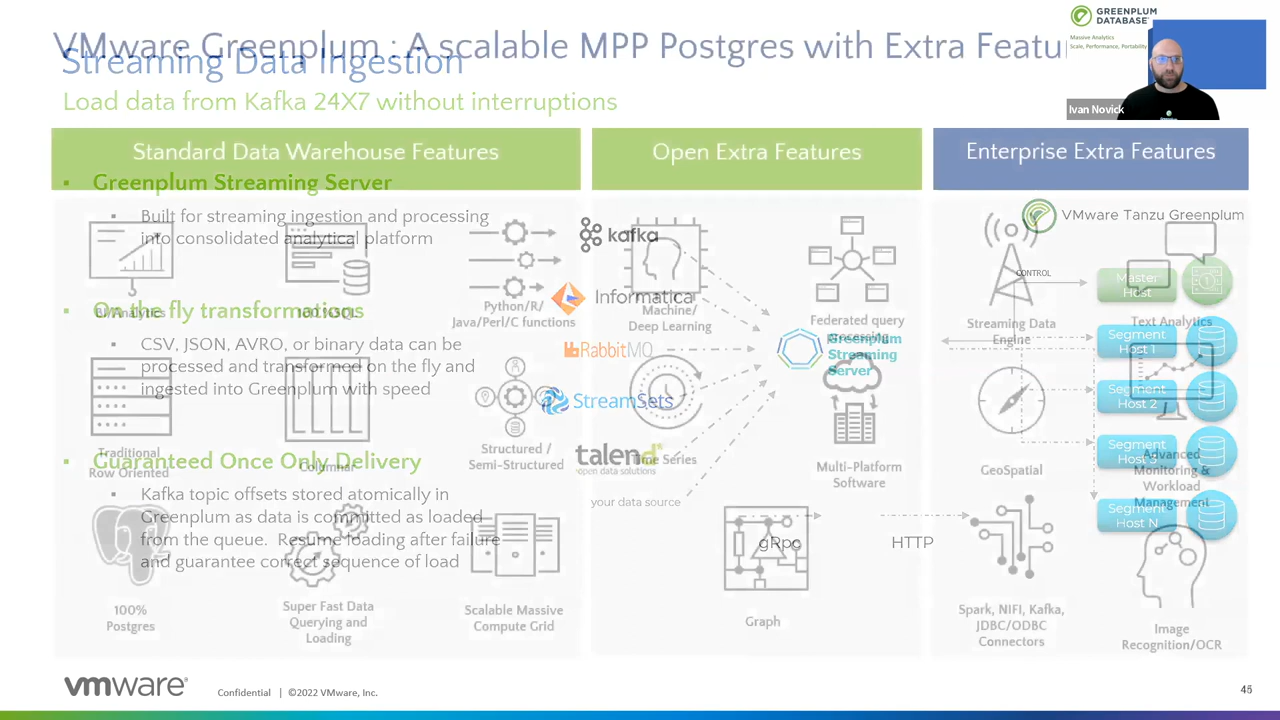 GREENPLUM
DATABASE
Massive Analytics
Scale, Performance, Portability
Ivan Novick
VMware Greenplum : A scalable MPP Postgres with Extra Featu
Streaming Data Ingestion
Load data from Kafka 24X7 without interruptions
Standard Data Warehouse Features
Open Extra Features
Enterprise Extra Features
Greenplum Streaming Server
Built for streaming ingestion and processing
into consolidated analytical platform
On the fly transformations
CSV, JSON, AVRO, or binary data can be
processed and transformed on the fly and
ingested into Greenplum with speed
Guaranteed Once Only Delivery
Kafka topic offsets stored atomically in
Greenplum as data is committed as loaded
from the queue. Resume loading after failure
and guarantee correct sequence of load
Traditional
Row Oriented
Columnar
100%
Postgres
Super Fast Data
Querying and
Loading
Python/R/
Java/Perl/C functions
Structured /
Semi-Structured
Scalable Massive
Compute Grid
kafka
Informatica
RabbitMQ
StreamSets
talend
open data solutions
your data source
Machine/
Deep Learning
Time Series
Federated query
processing
Greenplum
Streaming
Server
Multi-Platform
Software
gRpc
HTTP
Graph
VMware Tanzu Greenplum
CONTROL
Master
Host
Segment
Host 1
Segment
Host 2
Segment
Host 3
Segment
Host N
Streaming Data
Engine
Text Analytics
GeoSpatial
Advanced
Monitoring &
Workload
Management
Spark, NIFI, Kafka,
JDBC/ODBC
Connectors
Image
Recognition/OCR
vmware
Confidential | ©2022 VMware, Inc.